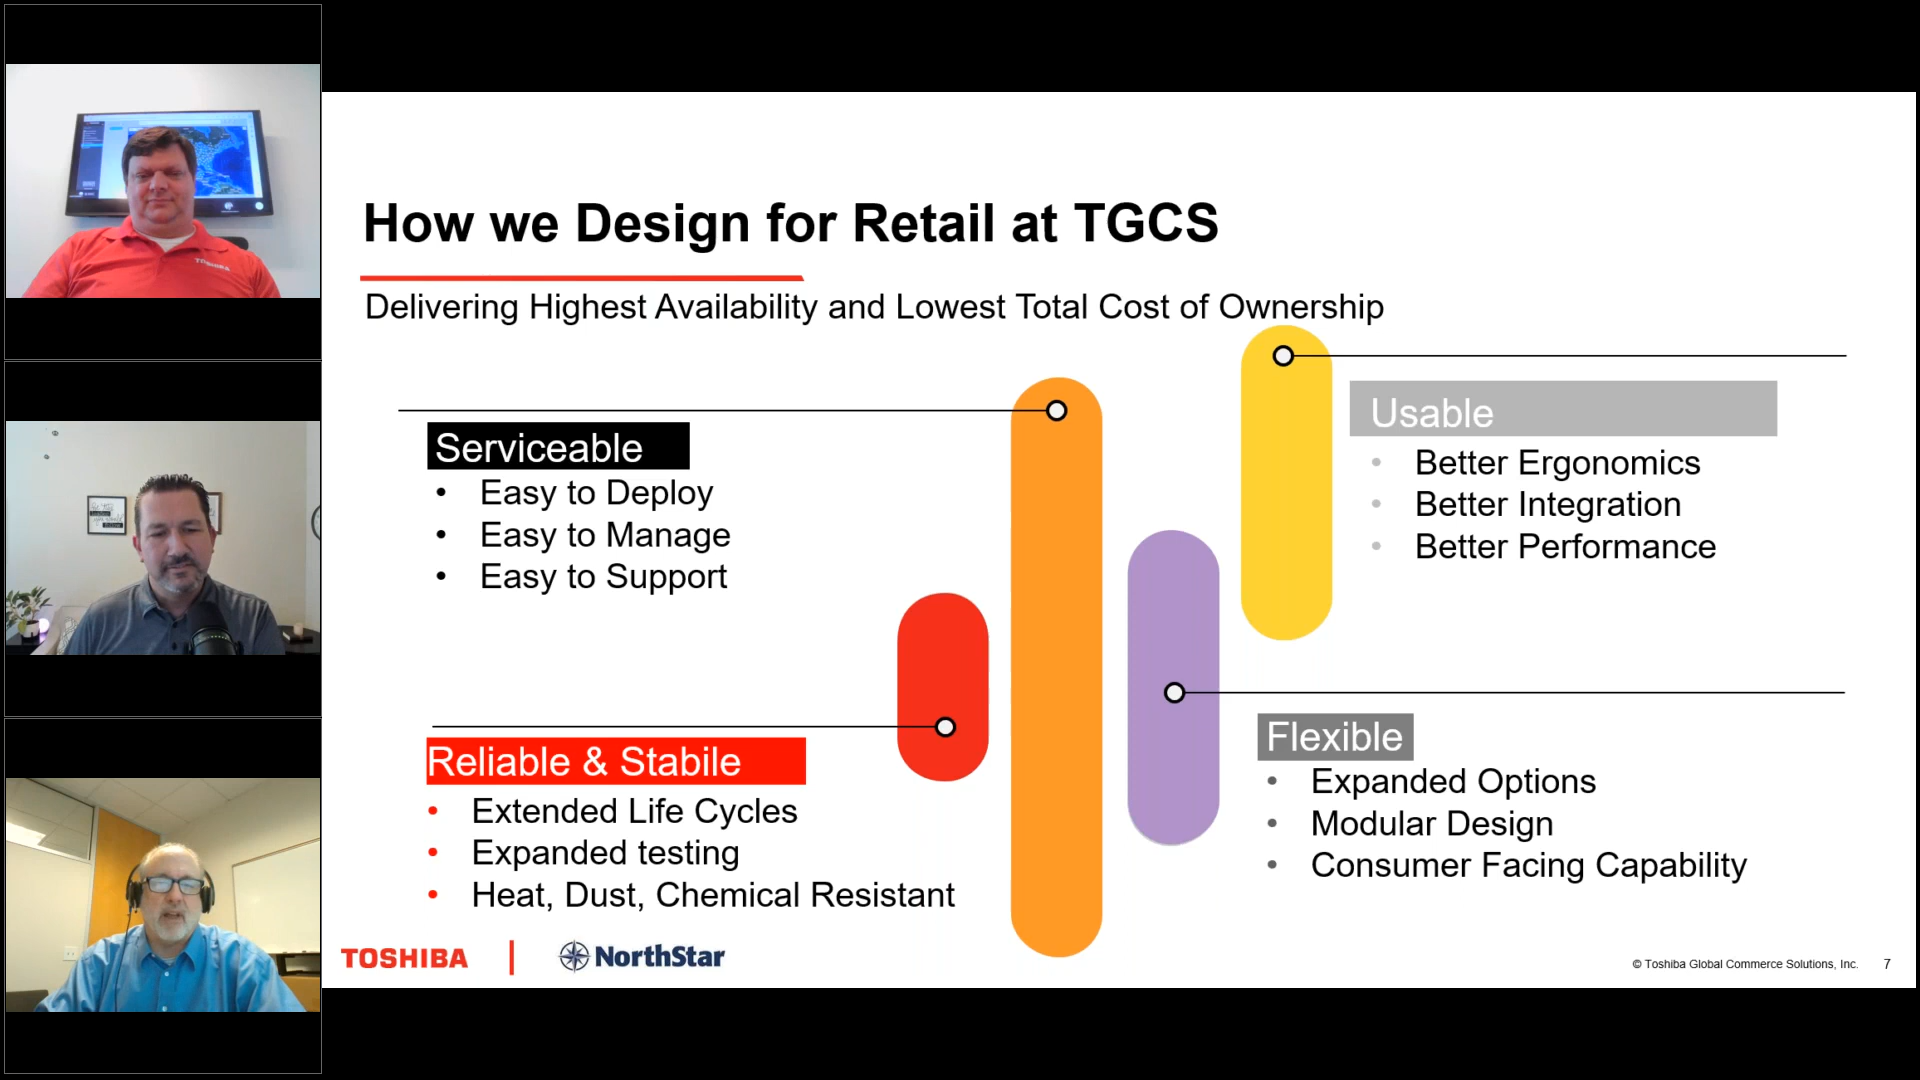 How we Design for Retail at TGCS
Delivering Highest Availability and Lowest Total Cost of Ownership
Serviceable
• Easy to Deploy
• Easy to Manage
• Easy to Support
Usable
• Better Ergonomics
• Better Integration
• Better Performance
Reliable & Stabile
• Extended Life Cycles
• Expanded testing
• Heat, Dust, Chemical Resistant
Flexible
• Expanded Options
• Modular Design
• Consumer Facing Capability
TOSHIBA | NorthStar
© Toshiba Global Commerce Solutions, Inc. 7
TOSHIBA